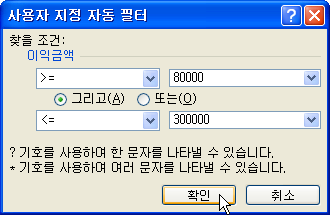 사용자 지정 자동 필터
찾을 조건:
이익금액
>= 80000
그리고(A) 또는(O)
<= 300000
? 기호를 사용하여 한 문자를 나타낼 수 있습니다.
* 기호를 사용하여 여러 문자를 나타낼 수 있습니다.
확인 취소